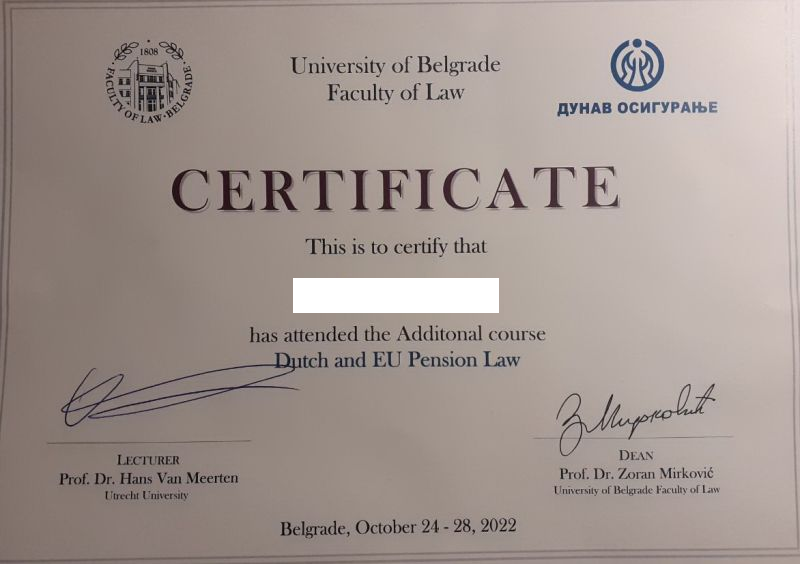 1808
FACULTY OF LAW · BELGRADE
University of Belgrade
Faculty of Law
ДУНАВ ОСИГУРАЊЕ
CERTIFICATE
This is to certify that
has attended the Additonal course
Dutch and EU Pension Law
З Мирковић
LECTURER
Prof. Dr. Hans Van Meerten
Utrecht University
DEAN
Prof. Dr. Zoran Mirković
University of Belgrade Faculty of Law
Belgrade, October 24 - 28, 2022